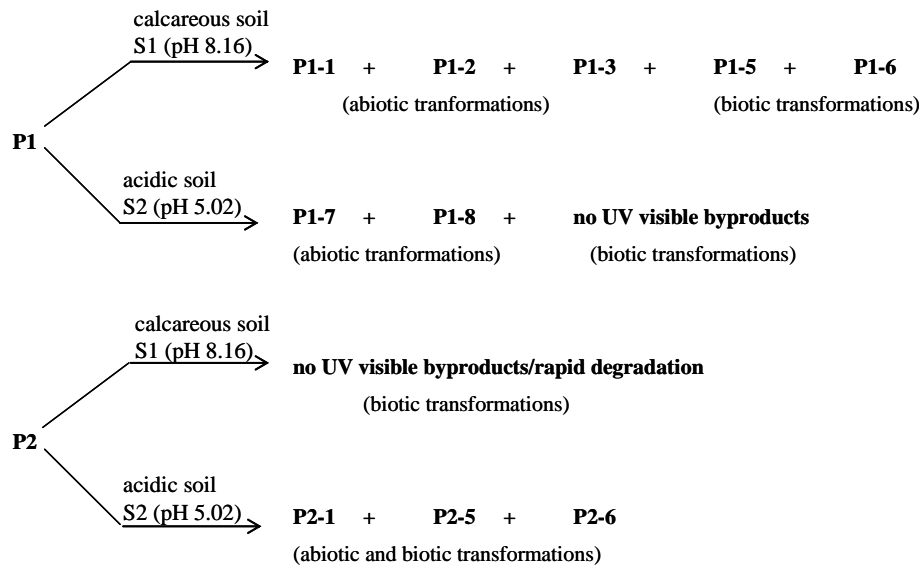 calcareous soil
S1 (pH 8.16)
P1-1 + P1-2 + P1-3 + P1-5 + P1-6
(abiotic tranformations) (biotic transformations)
P1
acidic soil
S2 (pH 5.02)
P1-7 + P1-8 + no UV visible byproducts
(abiotic tranformations) (biotic transformations)
calcareous soil
S1 (pH 8.16)
no UV visible byproducts/rapid degradation
(biotic transformations)
P2
acidic soil
S2 (pH 5.02)
P2-1 + P2-5 + P2-6
(abiotic and biotic transformations)